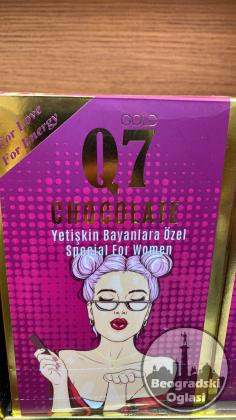 For Love
For Energy
GOLD
Q7
CHOCOLATE
Yetişkin Bayanlara Özel
Special For Women
Beogradski
Oglasi